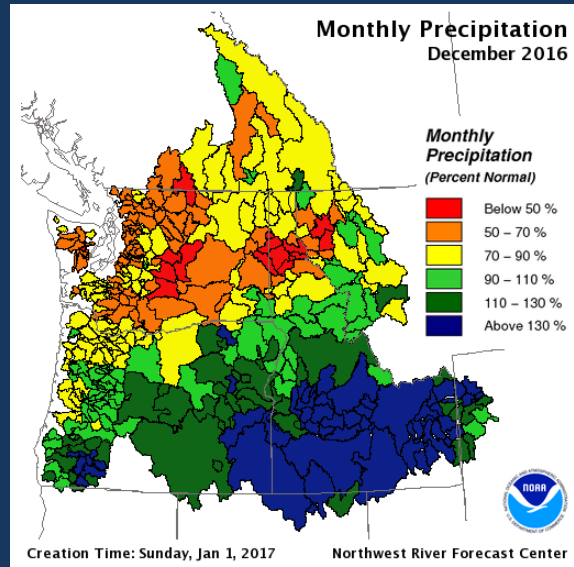 Monthly Precipitation
December 2016
Monthly
Precipitation
(Percent Normal)
Below 50 %
50 – 70 %
70 – 90 %
90 – 110 %
110 – 130 %
Above 130 %
NOAA
Creation Time: Sunday, Jan 1, 2017
Northwest River Forecast Center